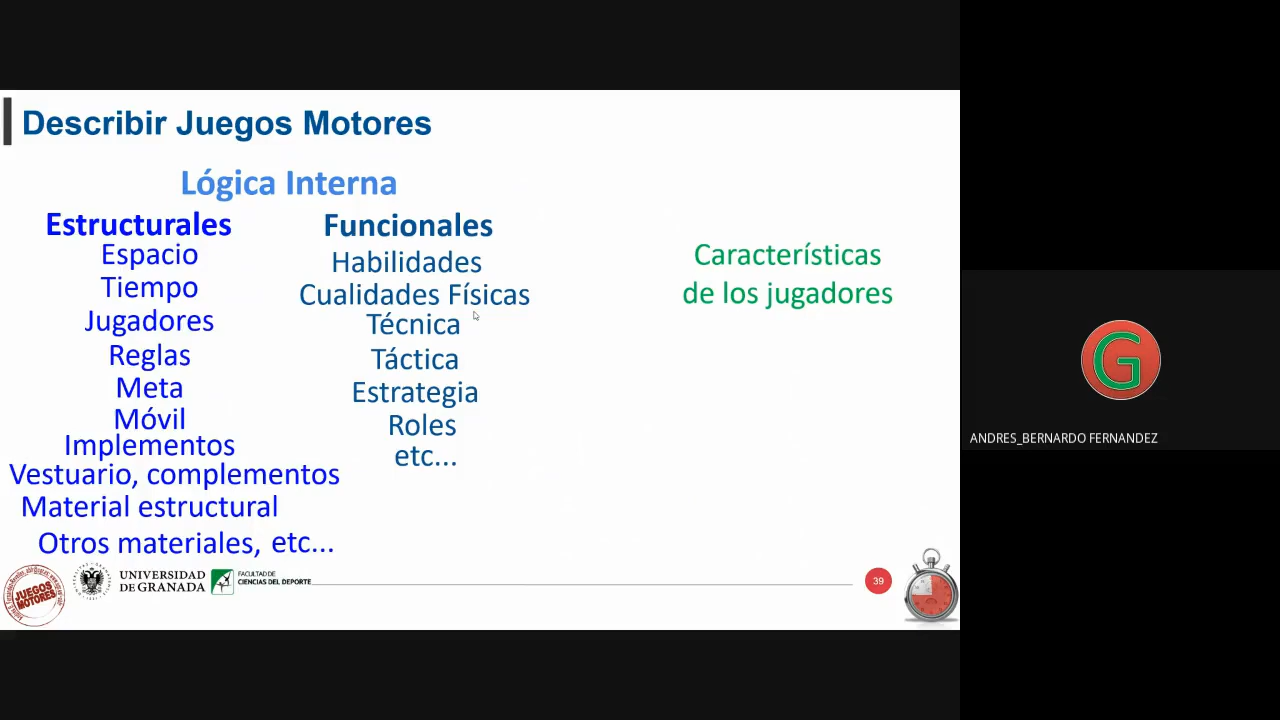 Describir Juegos Motores
Lógica Interna
Estructurales
Espacio
Tiempo
Jugadores
Reglas
Meta
Móvil
Implementos
Vestuario, complementos
Material estructural
Otros materiales, etc...
Funcionales
Habilidades
Cualidades Físicas
Técnica
Táctica
Estrategia
Roles
etc...
Características
de los jugadores
JUEGOS
MOTORES
UNIVERSIDAD
DE GRANADA
FACULTAD DE
CIENCIAS DEL DEPORTE
39
G
ANDRES_BERNARDO FERNANDEZ